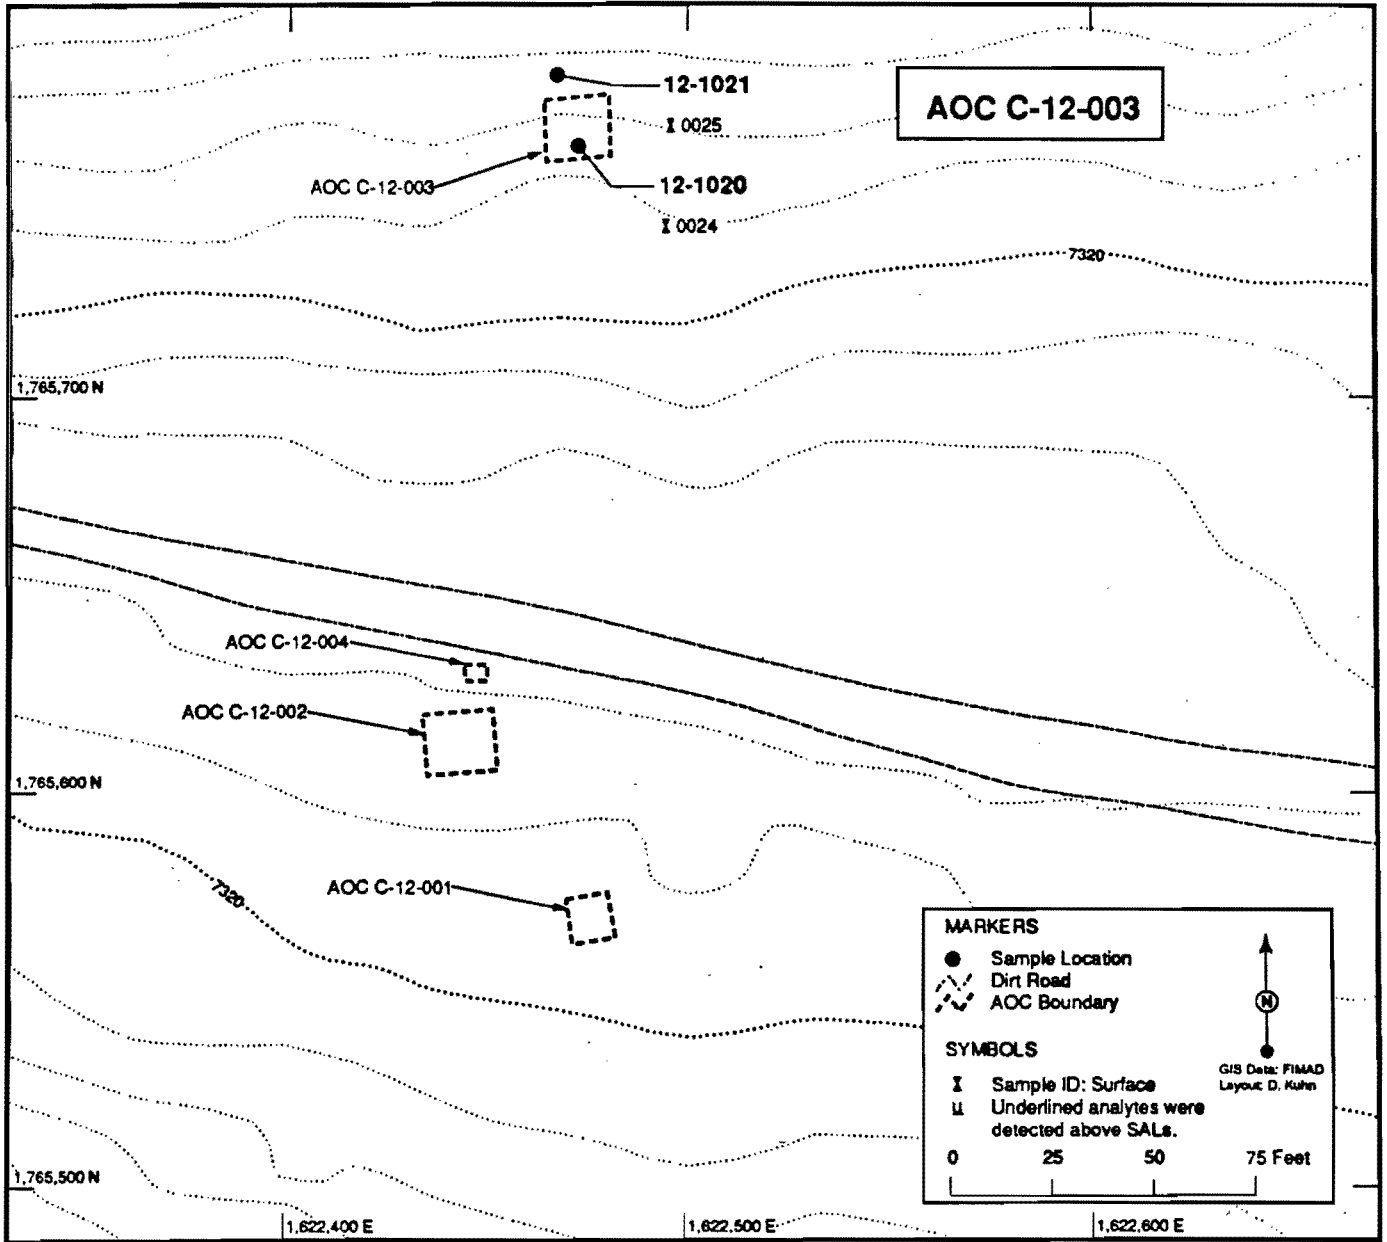 12-1021
AOC C-12-003
0025
AOC C-12-003
12-1020
0024
7320
1,765,700 N
AOC C-12-004
AOC C-12-002
1,765,600 N
7320
AOC C-12-001
MARKERS
Sample Location
Dirt Road
AOC Boundary
N
SYMBOLS
GIS Data: FIMAD
Layout: D. Kuhn
Sample ID: Surface
u Underlined analytes were
detected above SALs.
0 25 50 75 Feet
1,765,500 N
1,622,400 E
1,622,500 E
1,622,600 E